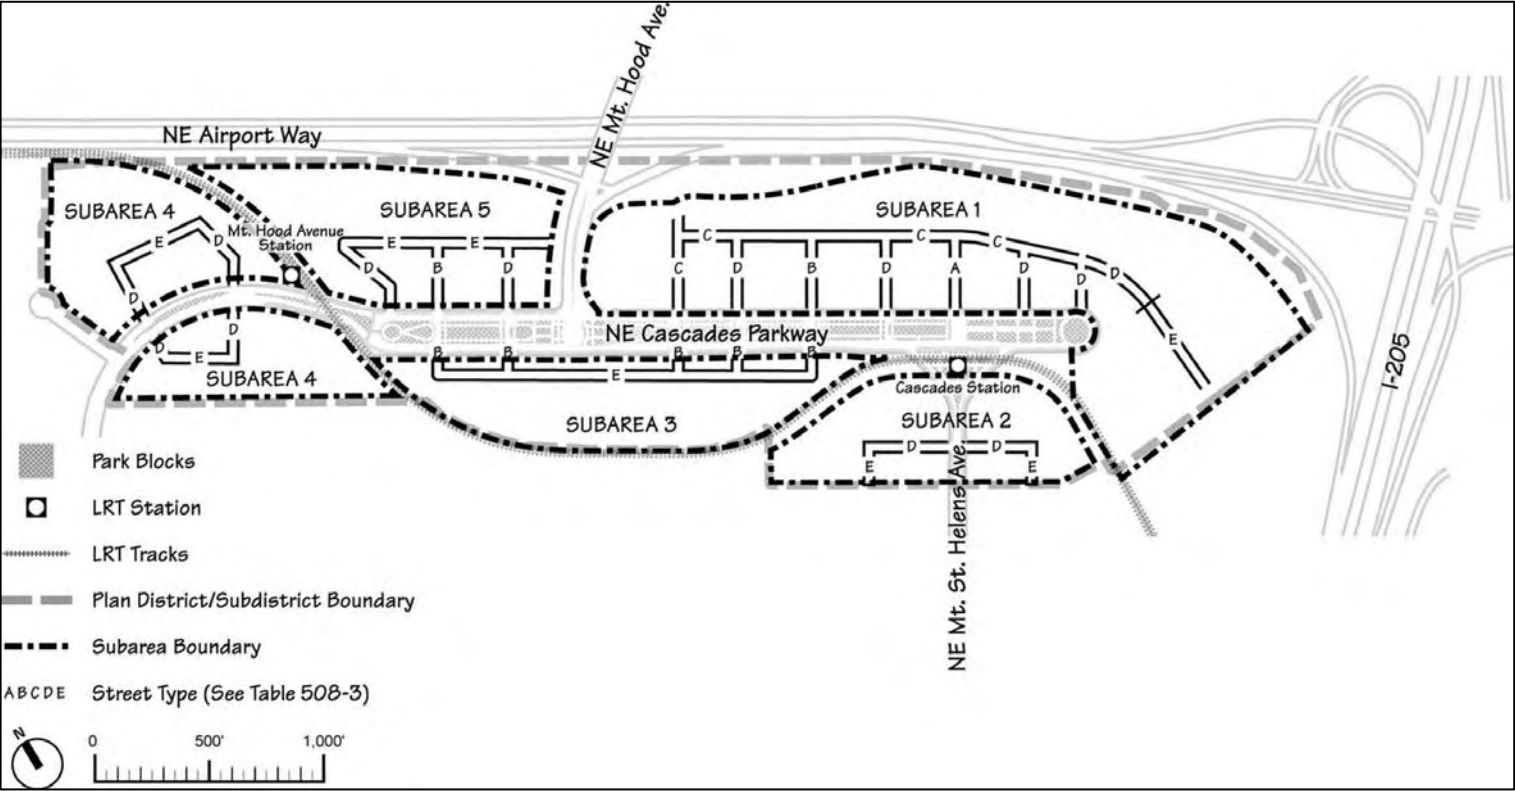 NE Mt. Hood Ave.
NE Airport Way
SUBAREA 4
SUBAREA 5
SUBAREA 1
Mt. Hood Avenue
Station
E
D
D
E
E
D
B
D
C
C
C
C
D
B
D
A
D
D
D
E
NE Cascades Parkway
I-205
D
D
E
SUBAREA 4
B
B
B
B
B
E
SUBAREA 3
Cascades Station
SUBAREA 2
D
D
E
E
NE Mt. St. Helens Ave.
Park Blocks
LRT Station
LRT Tracks
Plan District/Subdistrict Boundary
Subarea Boundary
A B C D E Street Type (See Table 508-3)
N
0 500' 1,000'